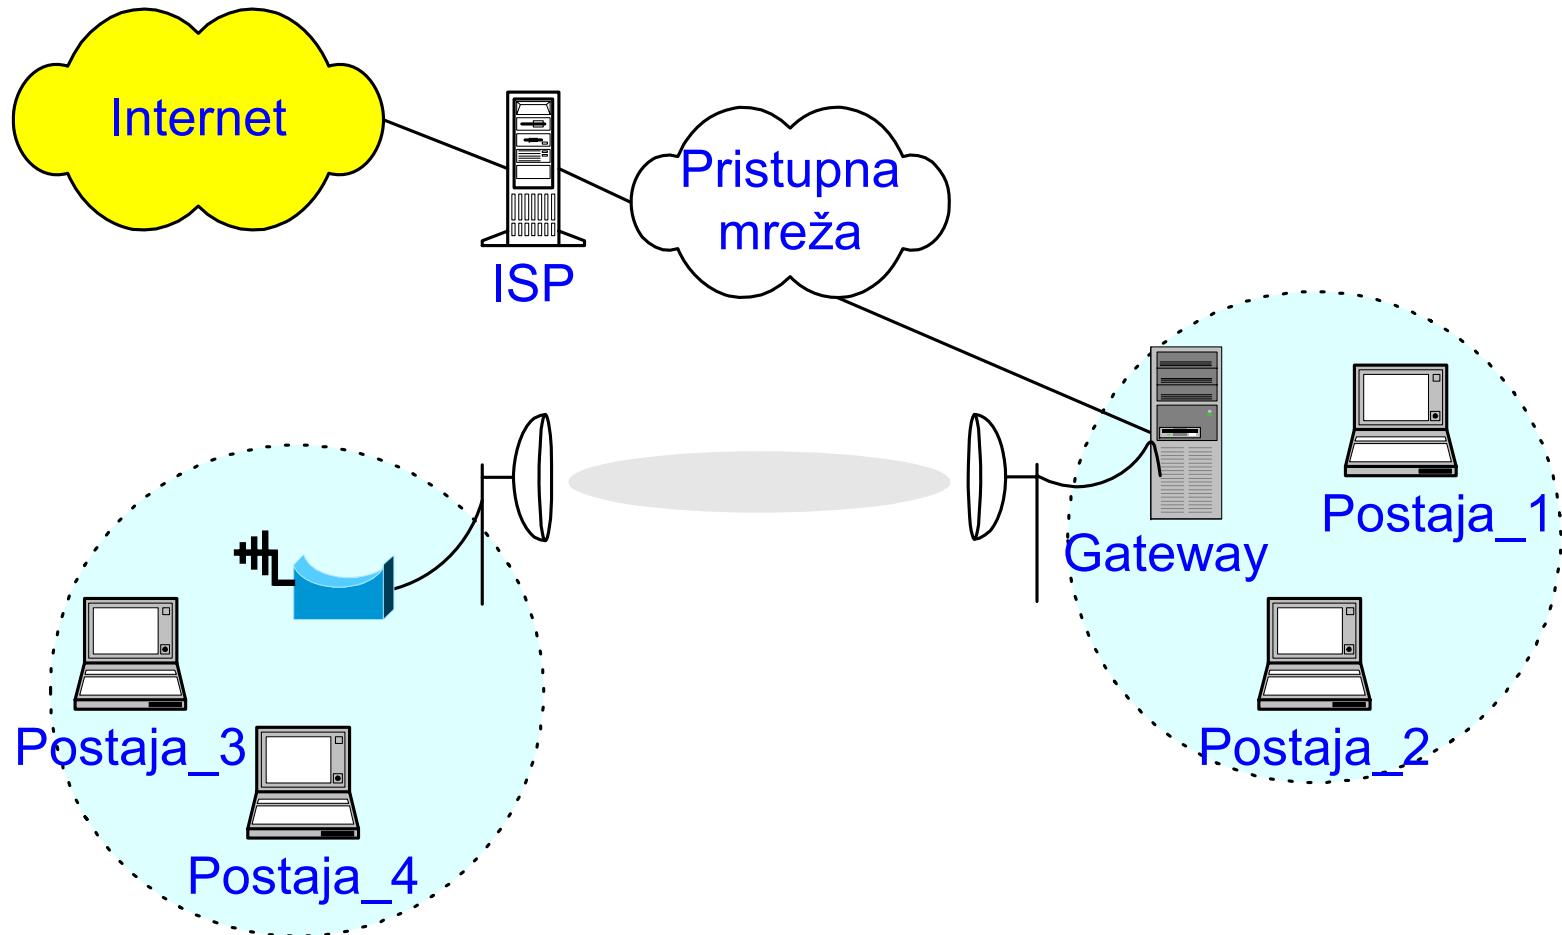 Internet
ISP
Pristupna
mreža
Gateway
Postaja_1
Postaja_2
Postaja_3
Postaja_4